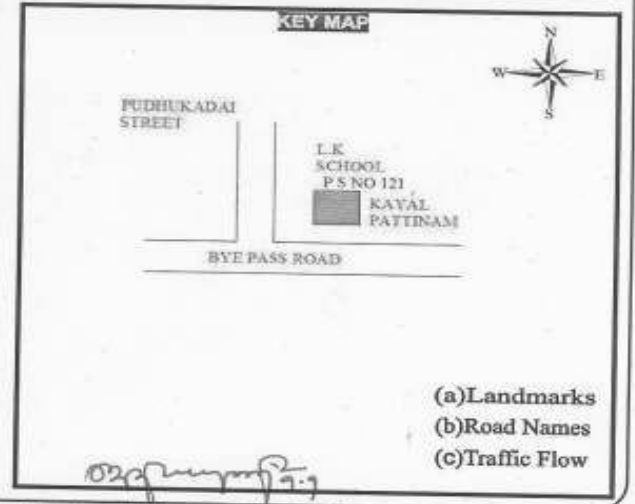 KEY MAP
N
W E
S
PUDHUKADAI
STREET
L.K
SCHOOL
P S NO 121
KAYAL
PATTINAM
BYE PASS ROAD
(a)Landmarks
(b)Road Names
(c)Traffic Flow